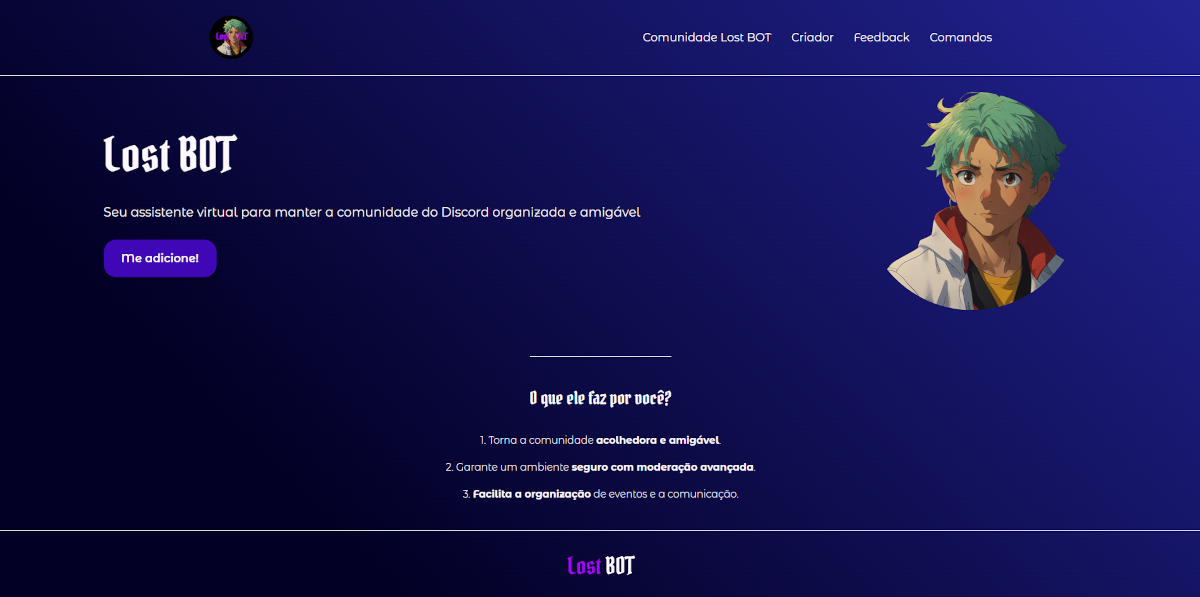 Lost BOT
Comunidade Lost BOT Criador Feedback Comandos
Lost BOT
Seu assistente virtual para manter a comunidade do Discord organizada e amigável
Me adicione!
O que ele faz por você?
1. Torna a comunidade acolhedora e amigável.
2. Garante um ambiente seguro com moderação avançada.
3. Facilita a organização de eventos e a comunicação.
Lost BOT